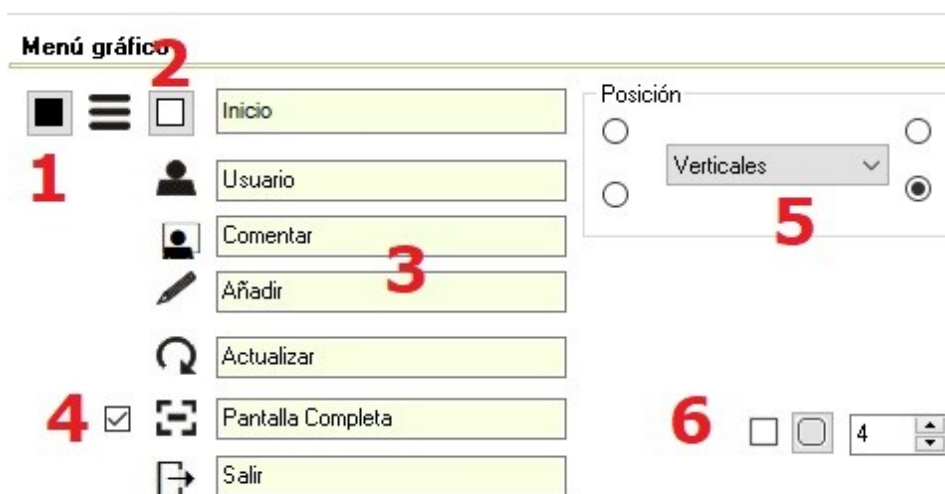 Menú gráfico
2
Inicio
Posición
1
Usuario
Verticales
5
Comentar
3
Añadir
Actualizar
4
Pantalla Completa
6
4
Salir